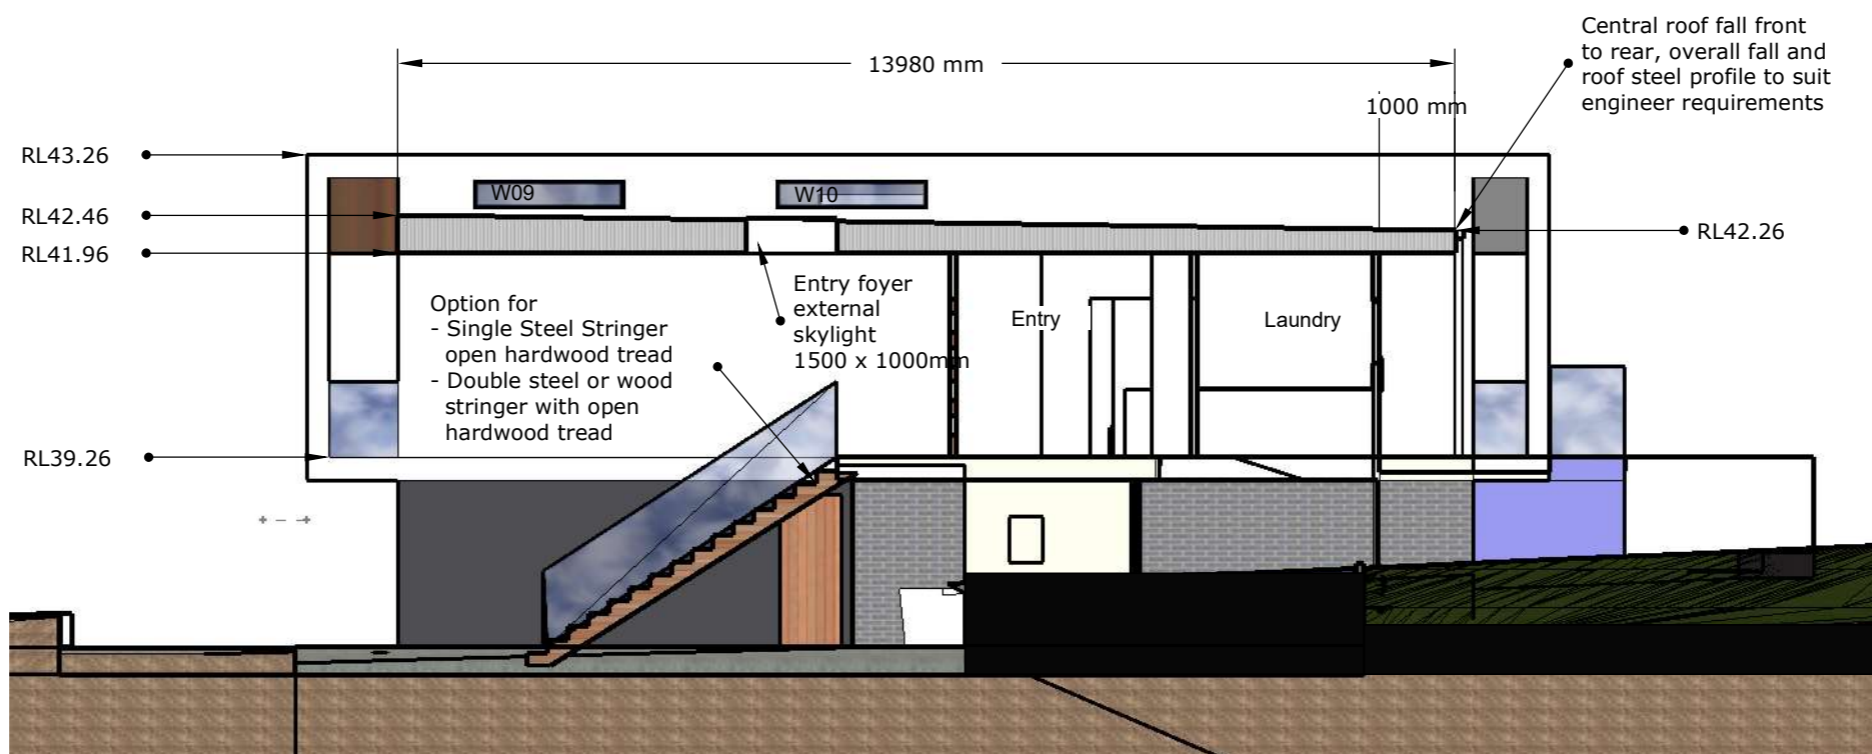 Central roof fall front
to rear, overall fall and
roof steel profile to suit
engineer requirements
13980 mm
1000 mm
RL43.26
W09
W10
RL42.46
RL42.26
RL41.96
Option for
- Single Steel Stringer
open hardwood tread
- Double steel or wood
stringer with open
hardwood tread
Entry foyer
external
skylight
1500 x 1000mm
Entry
Laundry
RL39.26